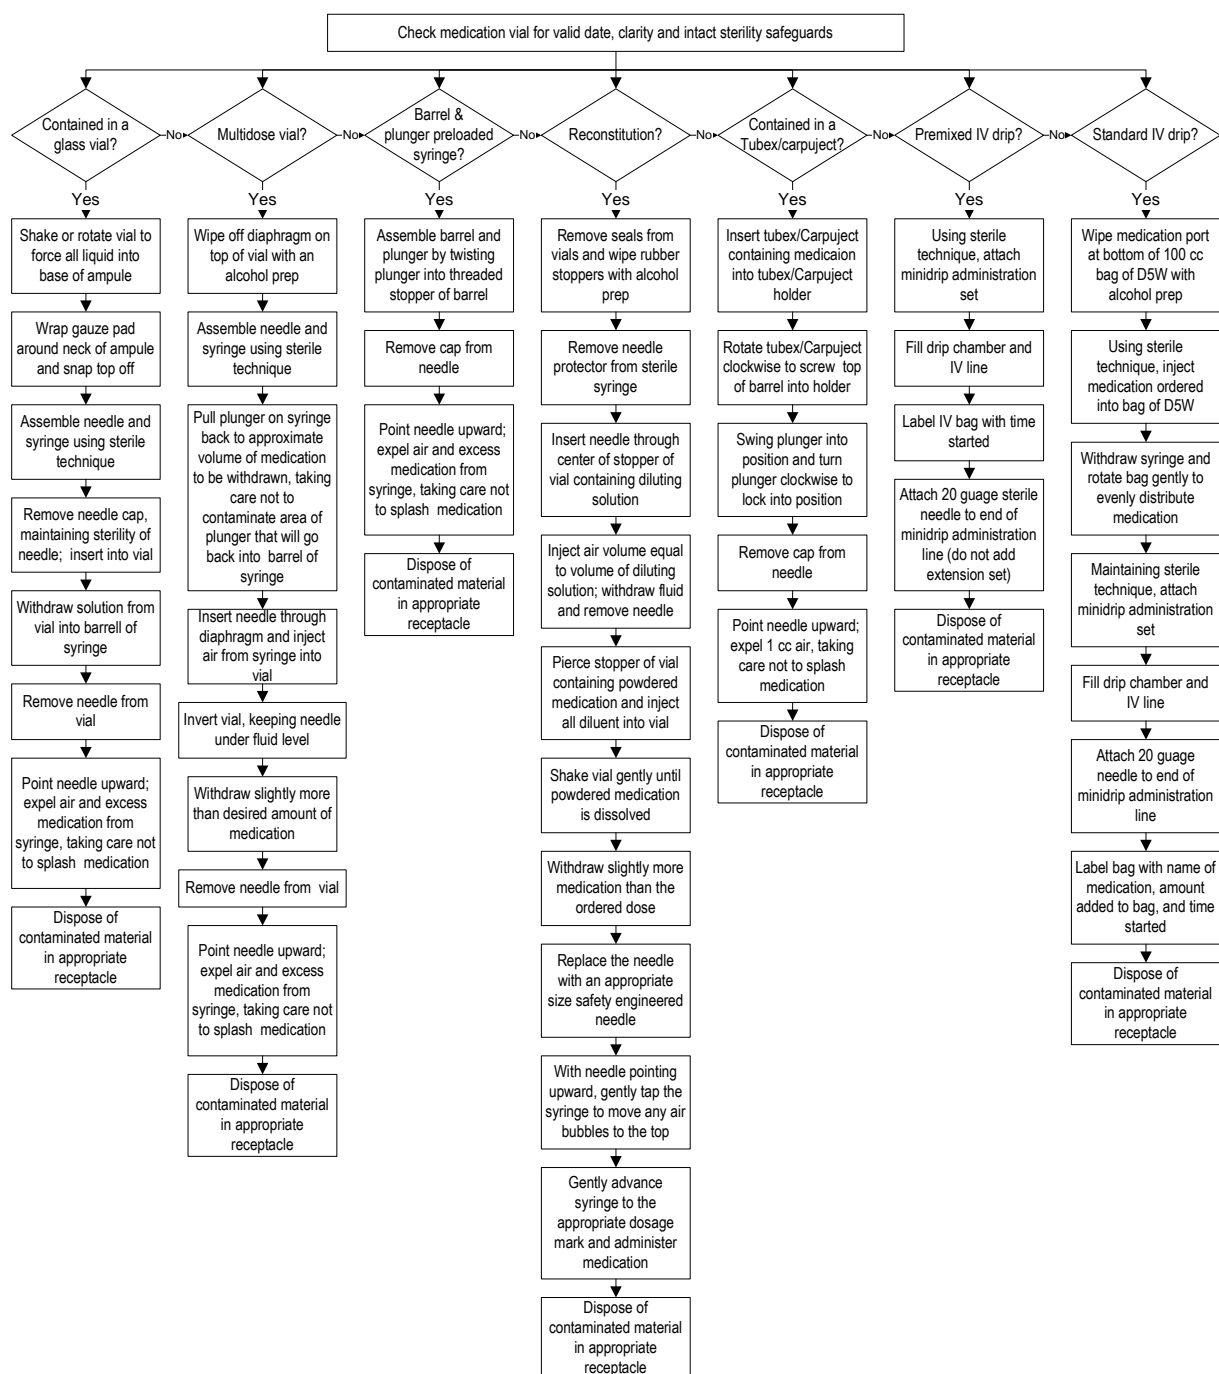 Check medication vial for valid date, clarity and intact sterility safeguards
Contained in a
glass vial?
No
Multidose vial?
No
Barrel &
plunger preloaded
syringe?
No
Reconstitution?
No
Contained in a
Tubex/carpuject?
No
Premixed IV drip?
No
Standard IV drip?
Yes
Yes
Yes
Yes
Yes
Yes
Yes
Shake or rotate vial to
force all liquid into
base of ampule
Wrap gauze pad
around neck of ampule
and snap top off
Assemble needle and
syringe using sterile
technique
Remove needle cap,
maintaining sterility of
needle; insert into vial
Withdraw solution from
vial into barrell of
syringe
Remove needle from
vial
Point needle upward;
expel air and excess
medication from
syringe, taking care not
to splash medication
Dispose of
contaminated material
in appropriate
receptacle
Wipe off diaphragm on
top of vial with an
alcohol prep
Assemble needle and
syringe using sterile
technique
Pull plunger on syringe
back to approximate
volume of medication
to be withdrawn, taking
care not to
contaminate area of
plunger that will go
back into barrel of
syringe
Insert needle through
diaphragm and inject
air from syringe into
vial
Invert vial, keeping needle
under fluid level
Withdraw slightly more
than desired amount of
medication
Remove needle from vial
Point needle upward;
expel air and excess
medication from
syringe, taking care not
to splash medication
Dispose of
contaminated material
in appropriate
receptacle
Assemble barrel and
plunger by twisting
plunger into threaded
stopper of barrel
Remove cap from
needle
Point needle upward;
expel air and excess
medication from
syringe, taking care not
to splash medication
Dispose of
contaminated material
in appropriate
receptacle
Remove seals from
vials and wipe rubber
stoppers with alcohol
prep
Remove needle
protector from sterile
syringe
Insert needle through
center of stopper of
vial containing diluting
solution
Inject air volume equal
to volume of diluting
solution; withdraw fluid
and remove needle
Pierce stopper of vial
containing powdered
medication and inject
all diluent into vial
Shake vial gently until
powdered medication
is dissolved
Withdraw slightly more
medication than the
ordered dose
Replace the needle
with an appropriate
size safety engineered
needle
With needle pointing
upward, gently tap the
syringe to move any air
bubbles to the top
Gently advance
syringe to the
appropriate dosage
mark and administer
medication
Dispose of
contaminated material
in appropriate
receptacle
Insert tubex/Carpuject
containing medicaion
into tubex/Carpuject
holder
Rotate tubex/Carpuject
clockwise to screw top
of barrel into holder
Swing plunger into
position and turn
plunger clockwise to
lock into position
Remove cap from
needle
Point needle upward;
expel 1 cc air, taking
care not to splash
medication
Dispose of
contaminated material
in appropriate
receptacle
Using sterile
technique, attach
minidrip administration
set
Fill drip chamber and
IV line
Label IV bag with time
started
Attach 20 guage sterile
needle to end of
minidrip administration
line (do not add
extension set)
Dispose of
contaminated material
in appropriate
receptacle
Wipe medication port
at bottom of 100 cc
bag of D5W with
alcohol prep
Using sterile
technique, inject
medication ordered
into bag of D5W
Withdraw syringe and
rotate bag gently to
evenly distribute
medication
Maintaining sterile
technique, attach
minidrip administration
set
Fill drip chamber and
IV line
Attach 20 guage
needle to end of
minidrip administration
line
Label bag with name of
medication, amount
added to bag, and time
started
Dispose of
contaminated material
in appropriate
receptacle